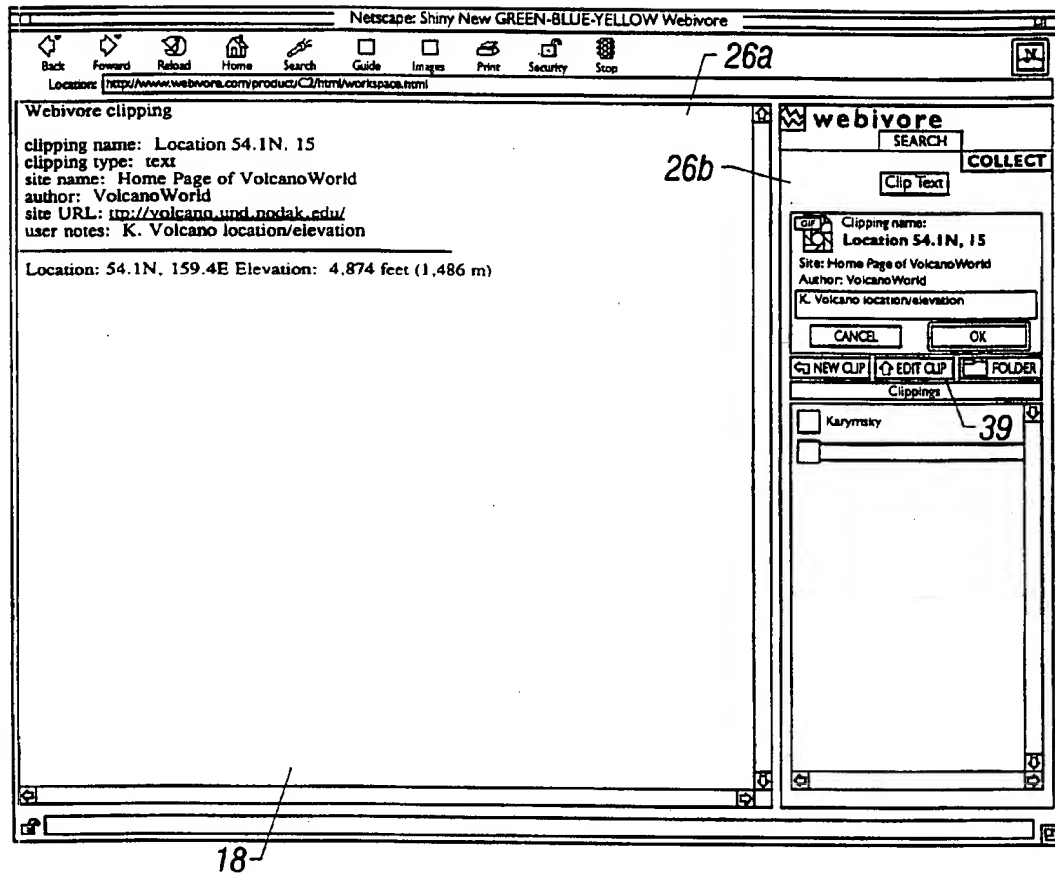 Netscape: Shiny New GREEN-BLUE-YELLOW Webivore
Back Foward Reload Home Search Guide Images Print Security Stop
N
26a
Location: http://www.webivora.com/product/C2/html/workspace.html
Webivore clipping
clipping name: Location 54.1N, 15
clipping type: text
site name: Home Page of VolcanoWorld
author: VolcanoWorld
site URL: ttp://volcano.und.nodak.edu/
user notes: K. Volcano location/elevation
Location: 54.1N, 159.4E Elevation: 4,874 feet (1,486 m)
webivore
SEARCH
COLLECT
26b
Clip Text
GIF
Clipping name:
Location 54.1N, 15
Site: Home Page of VolcanoWorld
Author: VolcanoWorld
K. Volcano location/elevation
CANCEL OK
NEW CLIP EDIT CLIP FOLDER
Clippings
Karymsky
39
18